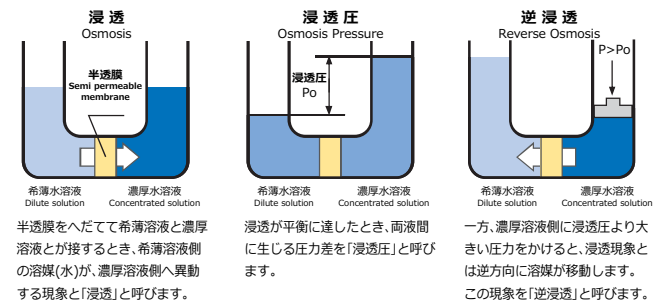 浸透
Osmosis
半透膜
Semi permeable
membrane
希薄水溶液
Dilute solution
濃厚水溶液
Concentrated solution
半透膜をへだてて希薄溶液と濃厚
溶液とが接するとき、希薄溶液側
の溶媒(水)が、濃厚溶液側へ異動
する現象と「浸透」と呼びます。
浸透圧
Osmosis Pressure
浸透圧
Po
希薄水溶液
Dilute solution
濃厚水溶液
Concentrated solution
浸透が平衡に達したとき、両液間
に生じる圧力差を「浸透圧」と呼び
ます。
逆浸透
Reverse Osmosis
P>Po
希薄水溶液
Dilute solution
濃厚水溶液
Concentrated solution
一方、濃厚溶液側に浸透圧より大
きい圧力をかけると、浸透現象と
は逆方向に溶媒が移動します。
この現象を「逆浸透」と呼びます。